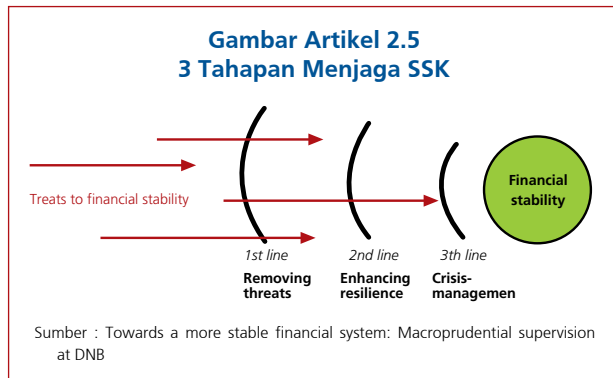 Gambar Artikel 2.5
3 Tahapan Menjaga SSK
Treats to financial stability
Financial
stability
1st line
2nd line
3th line
Removing
threats
Enhancing
resilience
Crisis-
managemen
Sumber : Towards a more stable financial system: Macroprudential supervision
at DNB